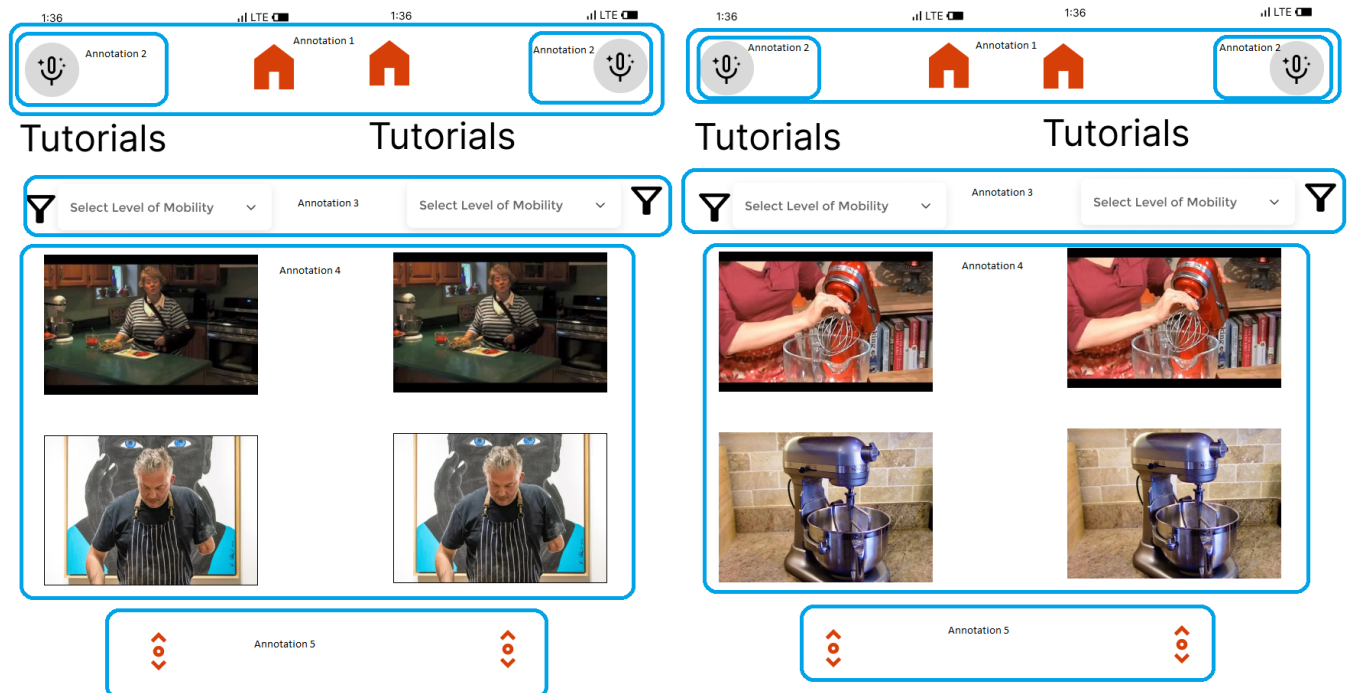 1:36 LTE 1:36 LTE 1:36 LTE 1:36 LTE
Annotation 2 Annotation 1 Annotation 2 Annotation 2 Annotation 1 Annotation 2
Tutorials Tutorials Tutorials Tutorials
Select Level of Mobility Annotation 3 Select Level of Mobility Select Level of Mobility Annotation 3 Select Level of Mobility
Annotation 4 Annotation 4
Annotation 5 Annotation 5